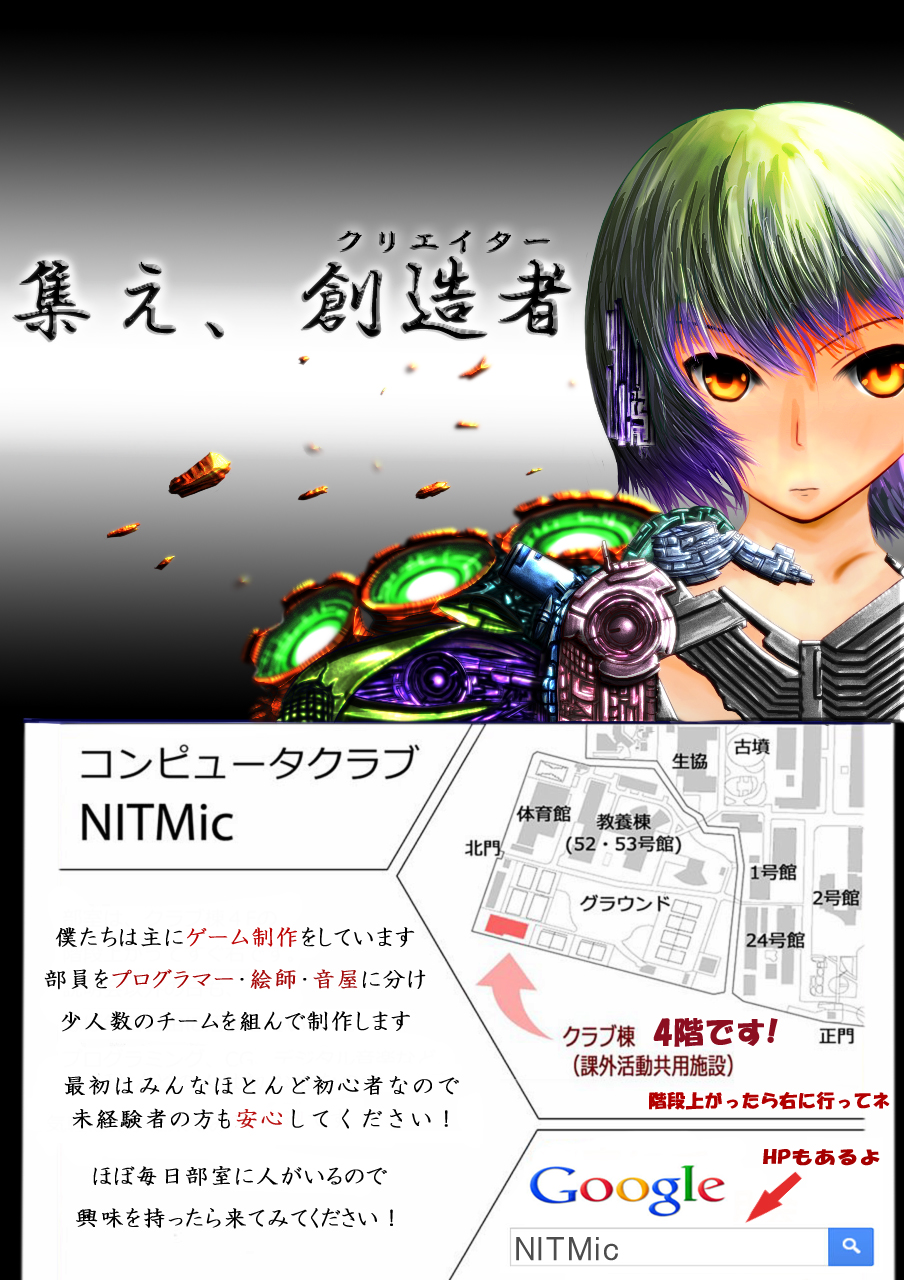 クリエイター
集え、創造者
コンピュータクラブ
NITMic
僕たちは主にゲーム制作をしています
部員をプログラマー・絵師・音屋に分け
少人数のチームを組んで制作します
最初はみんなほとんど初心者なので
未経験者の方も安心してください！
ほぼ毎日部室に人がいるので
興味を持ったら来てみてください！
生協
古墳
体育館
教養棟
(52・53号館)
北門
1号館
グラウンド
2号館
24号館
クラブ棟 4階です!
正門
(課外活動共用施設)
階段上がったら右に行ってネ
HPもあるよ
Google
NITMic